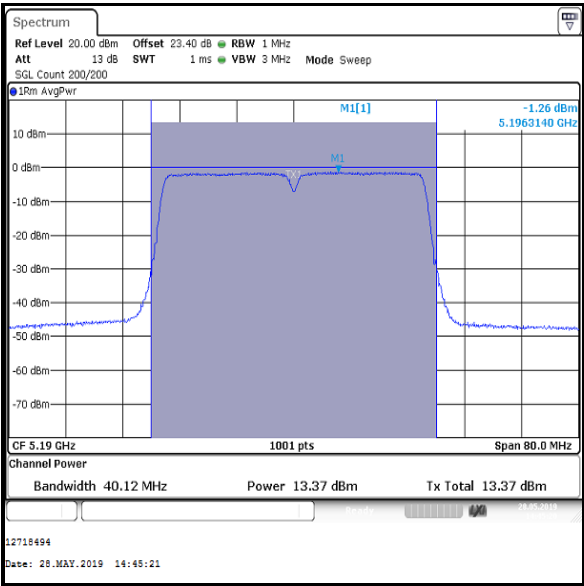 Spectrum
Ref Level 20.00 dBm Offset 23.40 dB RBW 1 MHz
Att 13 dB SWT 1 ms VBW 3 MHz Mode Sweep
SGL Count 200/200
1Rm AvgPwr
M1[1] -1.26 dBm
5.1963140 GHz
10 dBm
M1
0 dBm
-10 dBm
-20 dBm
-30 dBm
-40 dBm
-50 dBm
-60 dBm
-70 dBm
CF 5.19 GHz 1001 pts Span 80.0 MHz
Channel Power
Bandwidth 40.12 MHz Power 13.37 dBm Tx Total 13.37 dBm
Ready 28.05.2019
12718494
Date: 28.MAY.2019 14:45:21